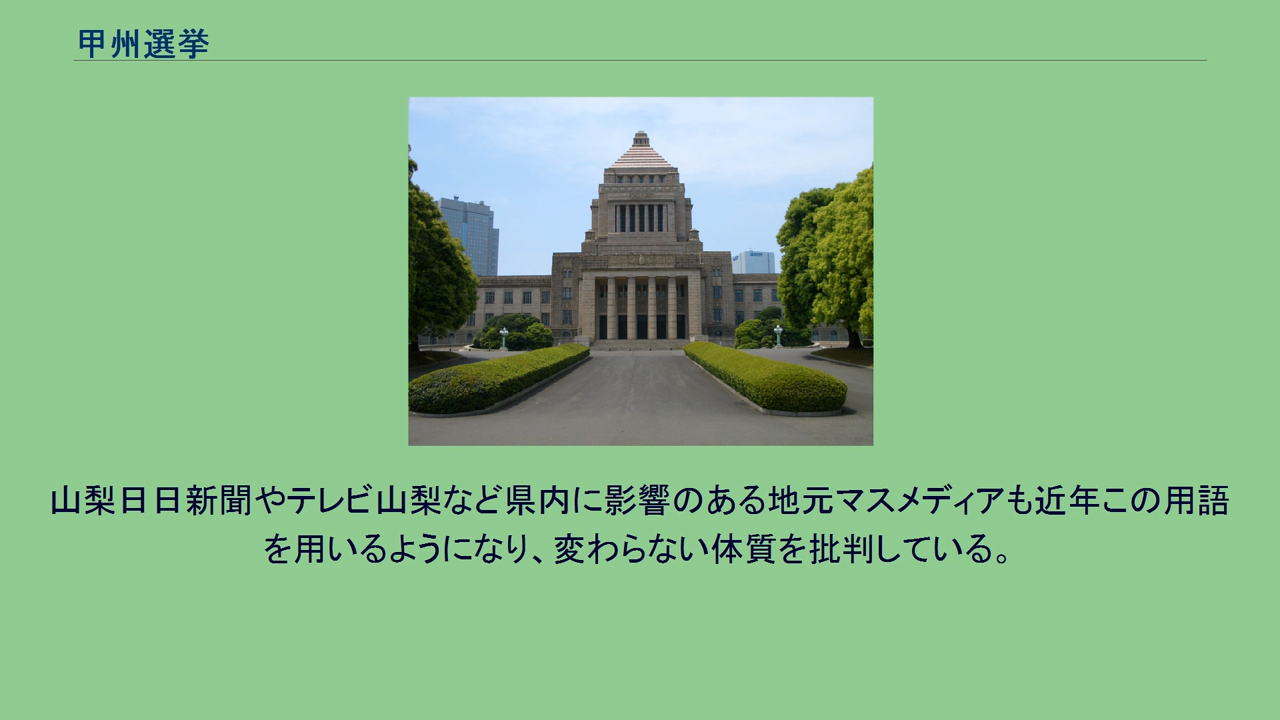 甲州選挙
山梨日日新聞やテレビ山梨など県内に影響のある地元マスメディアも近年この用語
を用いるようになり、変わらない体質を批判している。